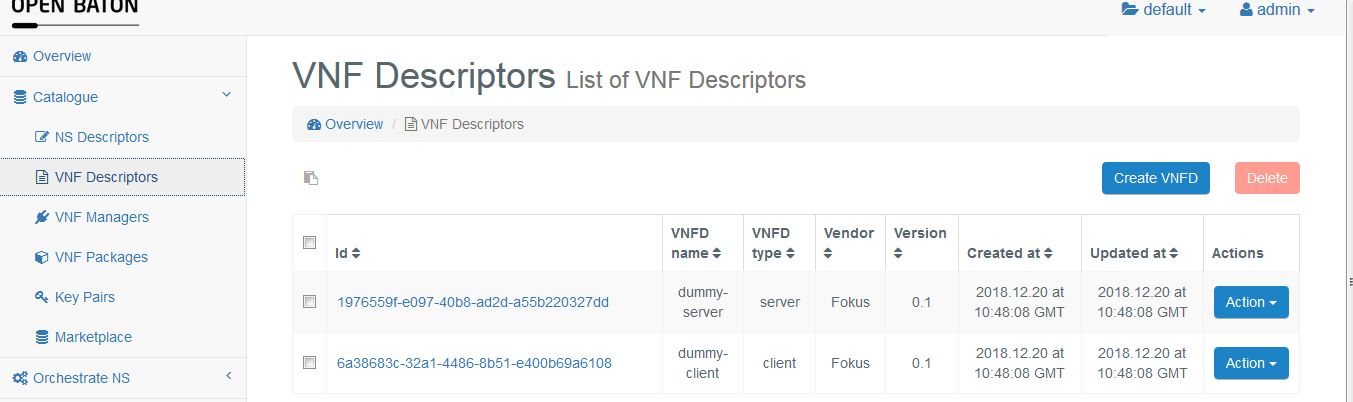 OPEN BATON
default
admin
Overview
Catalogue
NS Descriptors
VNF Descriptors
VNF Managers
VNF Packages
Key Pairs
Marketplace
Orchestrate NS
VNF Descriptors List of VNF Descriptors
Overview / VNF Descriptors
Create VNFD
Delete
Id
VNFD name
VNFD type
Vendor
Version
Created at
Updated at
Actions
1976559f-e097-40b8-ad2d-a55b220327dd
dummy-
server
server
Fokus
0.1
2018.12.20 at
10:48:08 GMT
2018.12.20 at
10:48:08 GMT
Action
6a38683c-32a1-4486-8b51-e400b69a6108
dummy-
client
client
Fokus
0.1
2018.12.20 at
10:48:08 GMT
2018.12.20 at
10:48:08 GMT
Action